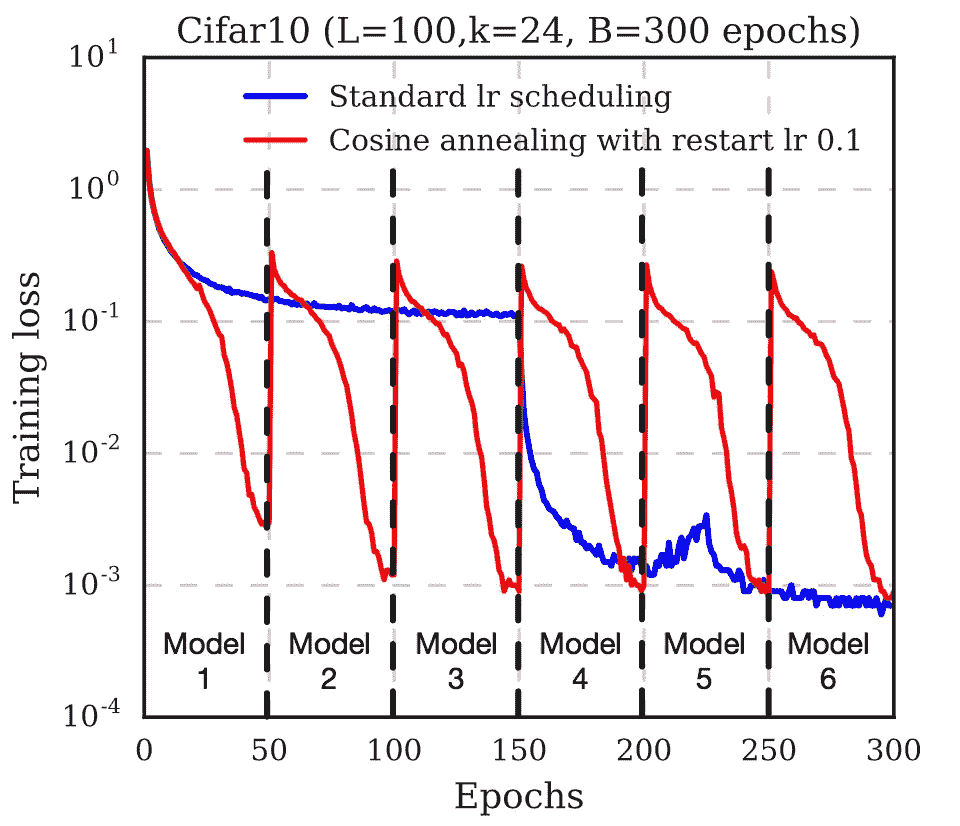 Cifar10 (L=100,k=24, B=300 epochs)
Standard lr scheduling
Cosine annealing with restart lr 0.1
Training loss
10^1
10^0
10^-1
10^-2
10^-3
10^-4
Model
1
Model
2
Model
3
Model
4
Model
5
Model
6
0 50 100 150 200 250 300
Epochs